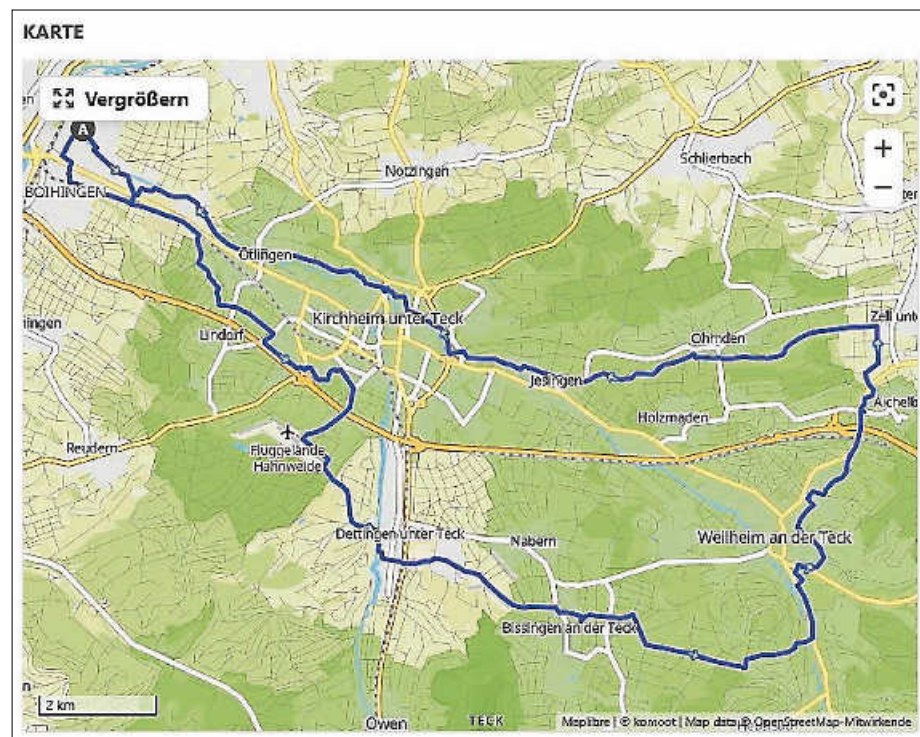 KARTE
Vergrößern
A
BOIHINGEN
Notzingen
Schlierbach
Ötlingen
Kirchheim unter Teck
Lindorf
Ohmden
Zell unt
Jesingen
Holzmaden
Aichelb
Reudern
Fluggelände
Hahnweide
Dettingen unter Teck
Nabern
Weilheim an der Teck
Bissingen an der Teck
2 km
Owen
TECK
Maplibre | © komoot | Map data © OpenStreetMap-Mitwirkende